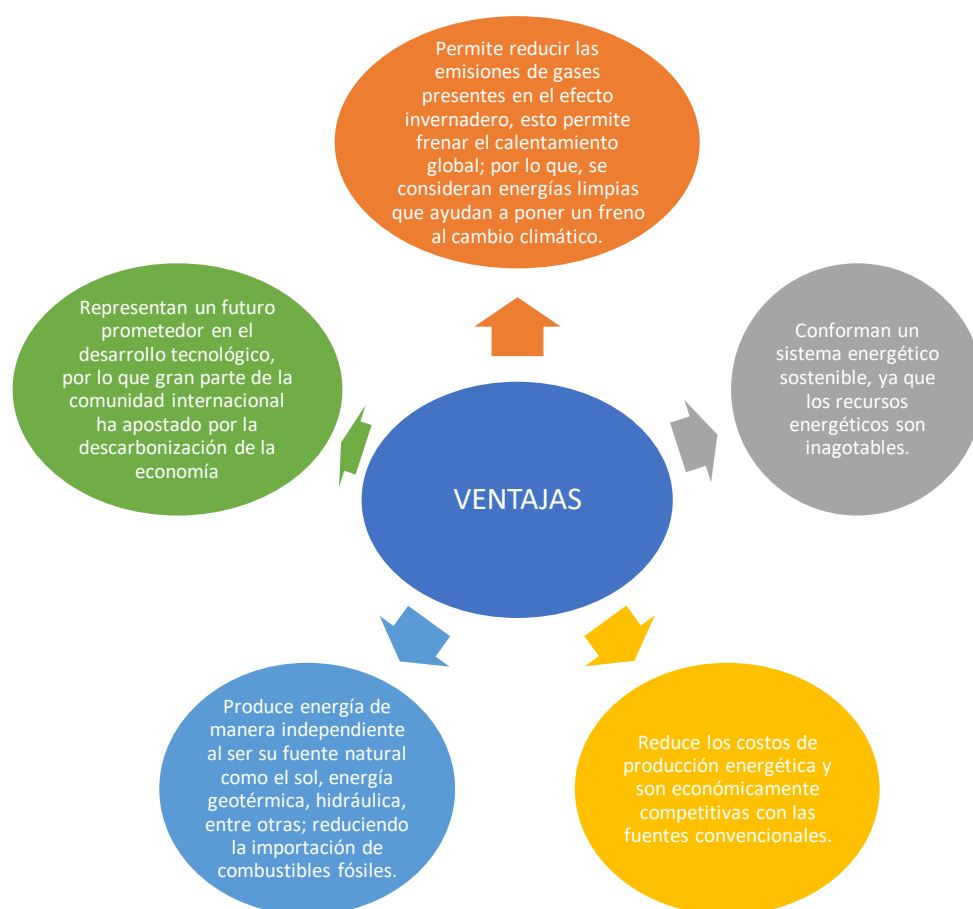 Permite reducir las
emisiones de gases
presentes en el efecto
invernadero, esto permite
frenar el calentamiento
global; por lo que, se
consideran energías limpias
que ayudan a poner un freno
al cambio climático.
Representan un futuro
prometedor en el
desarrollo tecnológico,
por lo que gran parte de la
comunidad internacional
ha apostado por la
descarbonización de la
economía
Conforman un
sistema energético
sostenible, ya que
los recursos
energéticos son
inagotables.
VENTAJAS
Produce energía de
manera independiente
al ser su fuente natural
como el sol, energía
geotérmica, hidráulica,
entre otras; reduciendo
la importación de
combustibles fósiles.
Reduce los costos de
producción energética y
son económicamente
competitivas con las
fuentes convencionales.